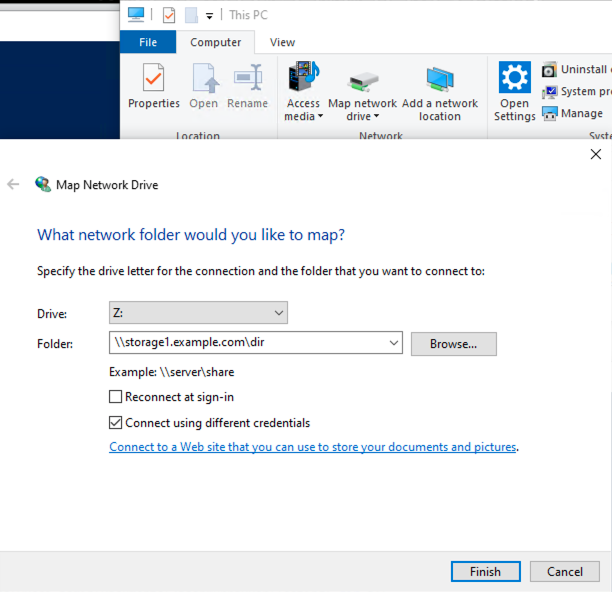 This PC
File Computer View
Properties Open Rename Access media Map network drive Add a network location Open Settings Uninstall
System pr
Manage
Location Network Syste
Map Network Drive
What network folder would you like to map?
Specify the drive letter for the connection and the folder that you want to connect to:
Drive: Z:
Folder: \\storage1.example.com\dir Browse...
Example: \\server\share
Reconnect at sign-in
Connect using different credentials
Connect to a Web site that you can use to store your documents and pictures.
Finish Cancel